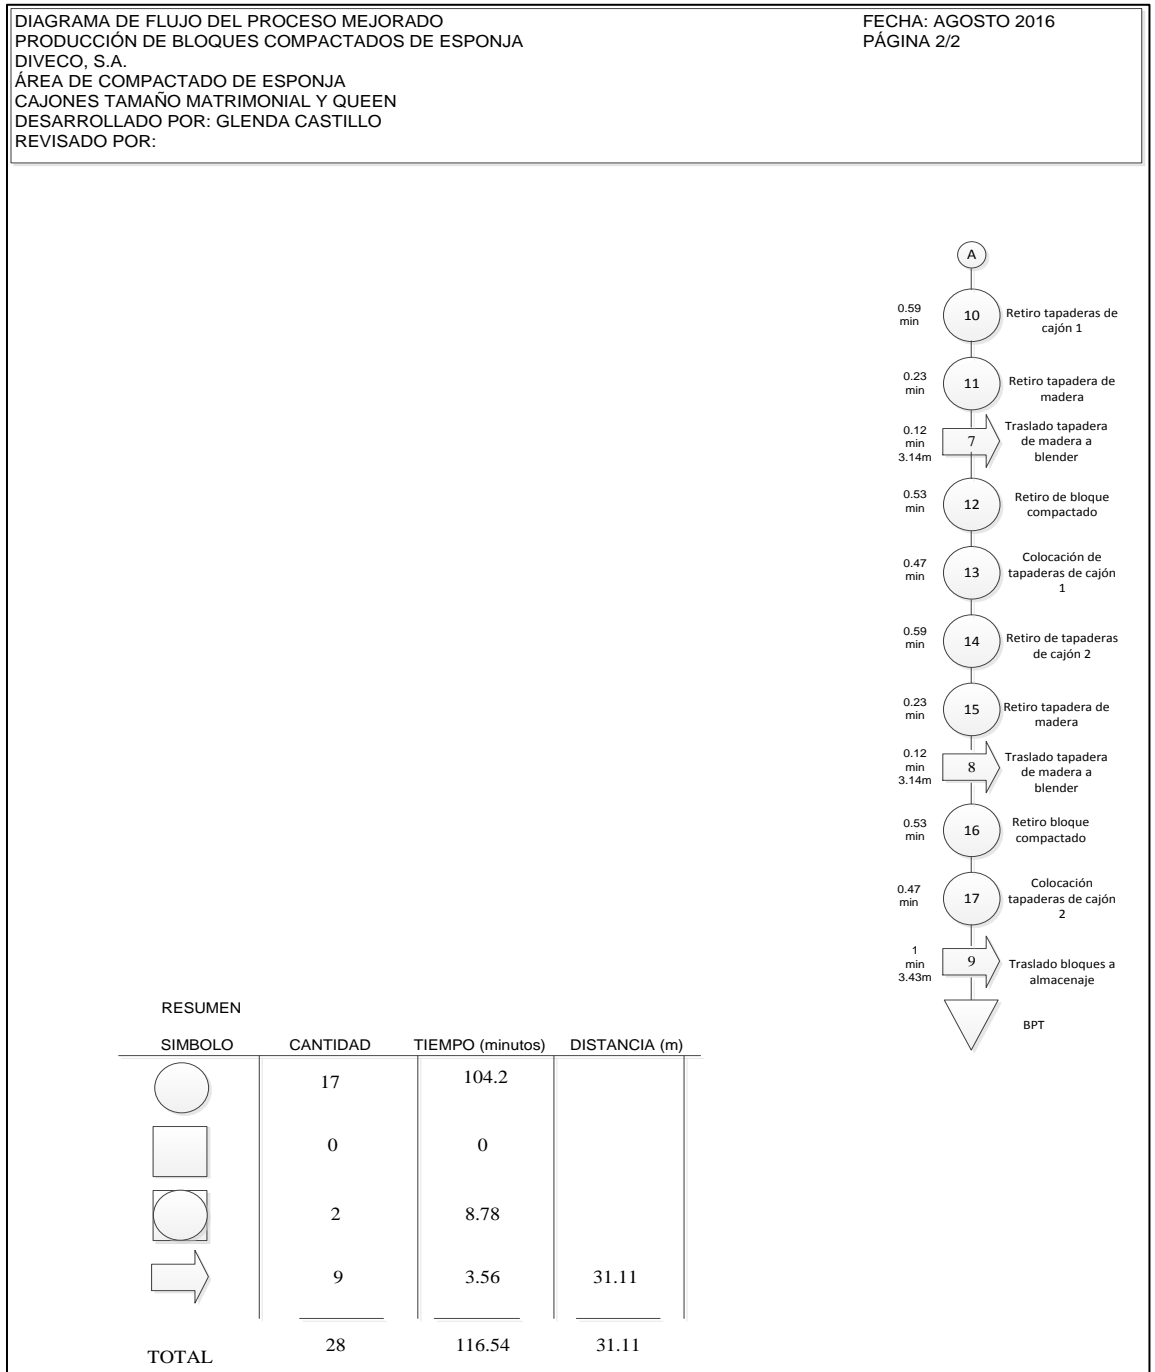 DIAGRAMA DE FLUJO DEL PROCESO MEJORADO
FECHA: AGOSTO 2016
PRODUCCIÓN DE BLOQUES COMPACTADOS DE ESPONJA
PÁGINA 2/2
DIVECO, S.A.
ÁREA DE COMPACTADO DE ESPONJA
CAJONES TAMAÑO MATRIMONIAL Y QUEEN
DESARROLLADO POR: GLENDA CASTILLO
REVISADO POR:
A
0.59
min
10
Retiro tapaderas de
cajón 1
0.23
min
11
Retiro tapadera de
madera
0.12
min
3.14m
7
Traslado tapadera
de madera a
blender
0.53
min
12
Retiro de bloque
compactado
0.47
min
13
Colocación de
tapaderas de cajón
1
0.59
min
14
Retiro de tapaderas
de cajón 2
0.23
min
15
Retiro tapadera de
madera
0.12
min
3.14m
8
Traslado tapadera
de madera a
blender
0.53
min
16
Retiro bloque
compactado
0.47
min
17
Colocación
tapaderas de cajón
2
1
min
3.43m
9
Traslado bloques a
almacenaje
BPT
RESUMEN
SIMBOLO CANTIDAD TIEMPO (minutos) DISTANCIA (m)
17 104.2
0 0
2 8.78
9 3.56 31.11
TOTAL 28 116.54 31.11